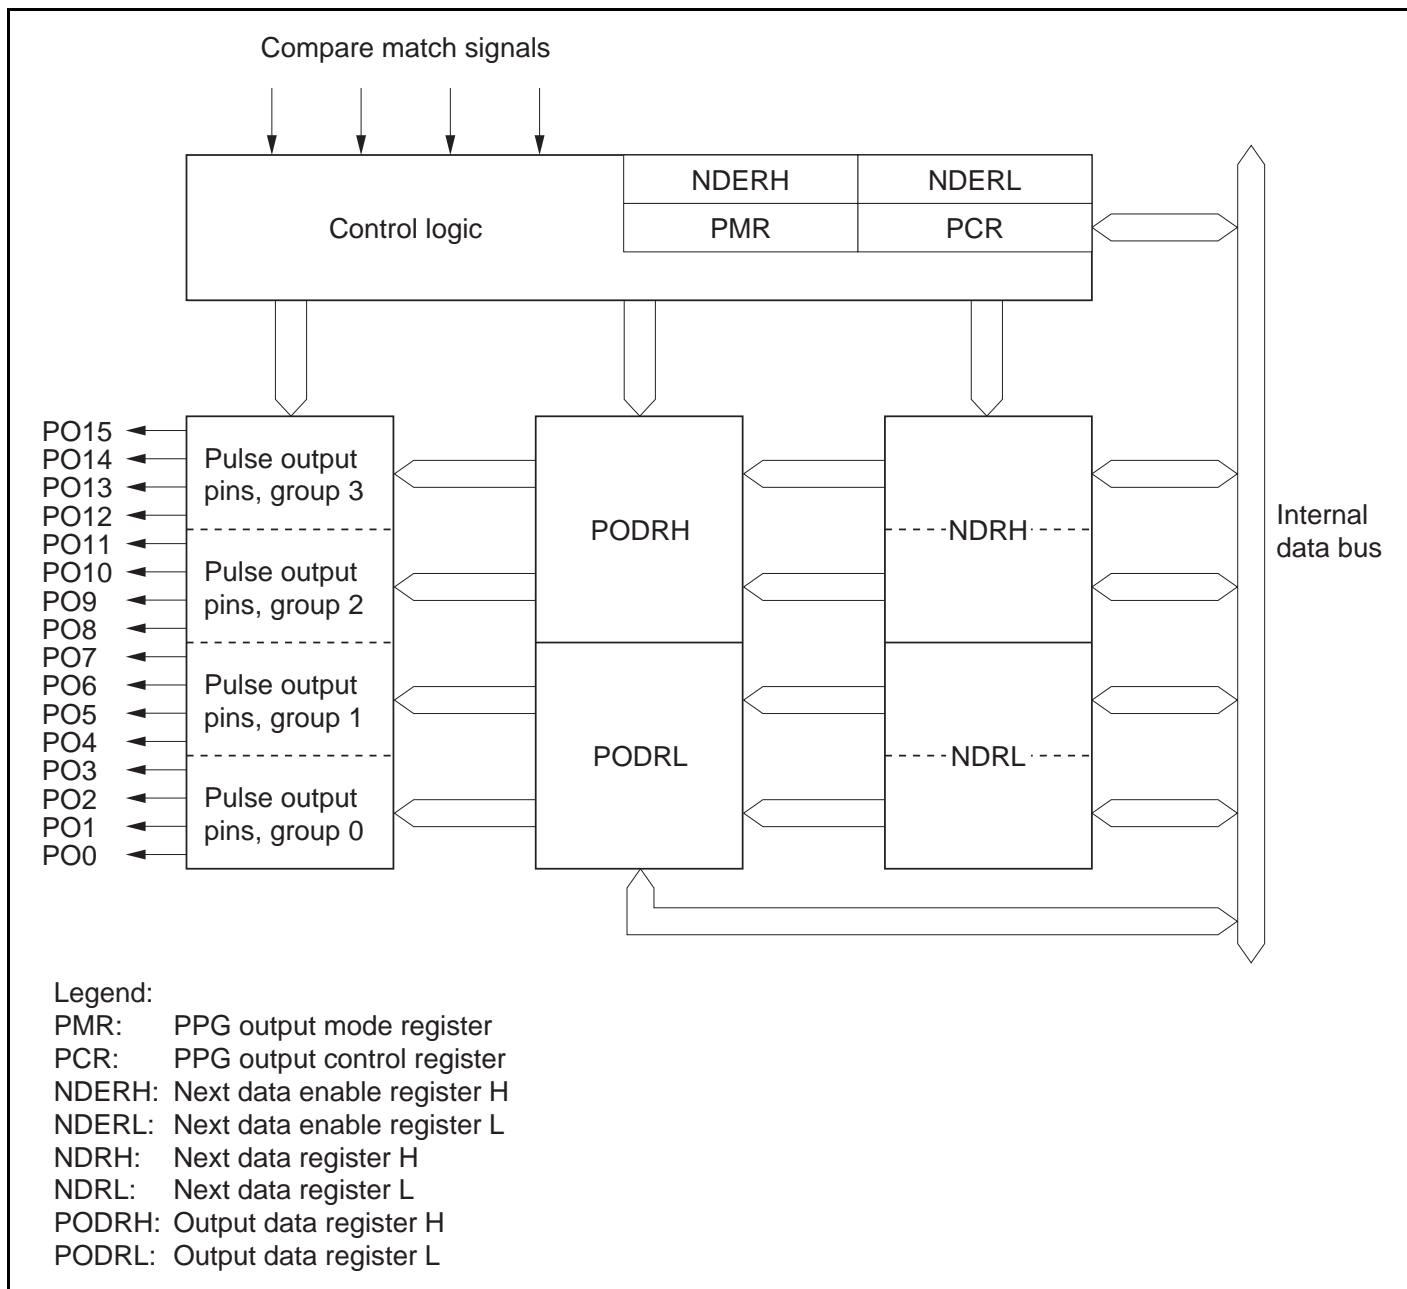 Compare match signals
NDERH
NDERL
Control logic
PMR
PCR
PO15
PO14
PO13
PO12
PO11
PO10
PO9
PO8
PO7
PO6
PO5
PO4
PO3
PO2
PO1
PO0
Pulse output
pins, group 3
Pulse output
pins, group 2
Pulse output
pins, group 1
Pulse output
pins, group 0
PODRH
PODRL
NDRH
NDRL
Internal
data bus
Legend:
PMR: PPG output mode register
PCR: PPG output control register
NDERH: Next data enable register H
NDERL: Next data enable register L
NDRH: Next data register H
NDRL: Next data register L
PODRH: Output data register H
PODRL: Output data register L